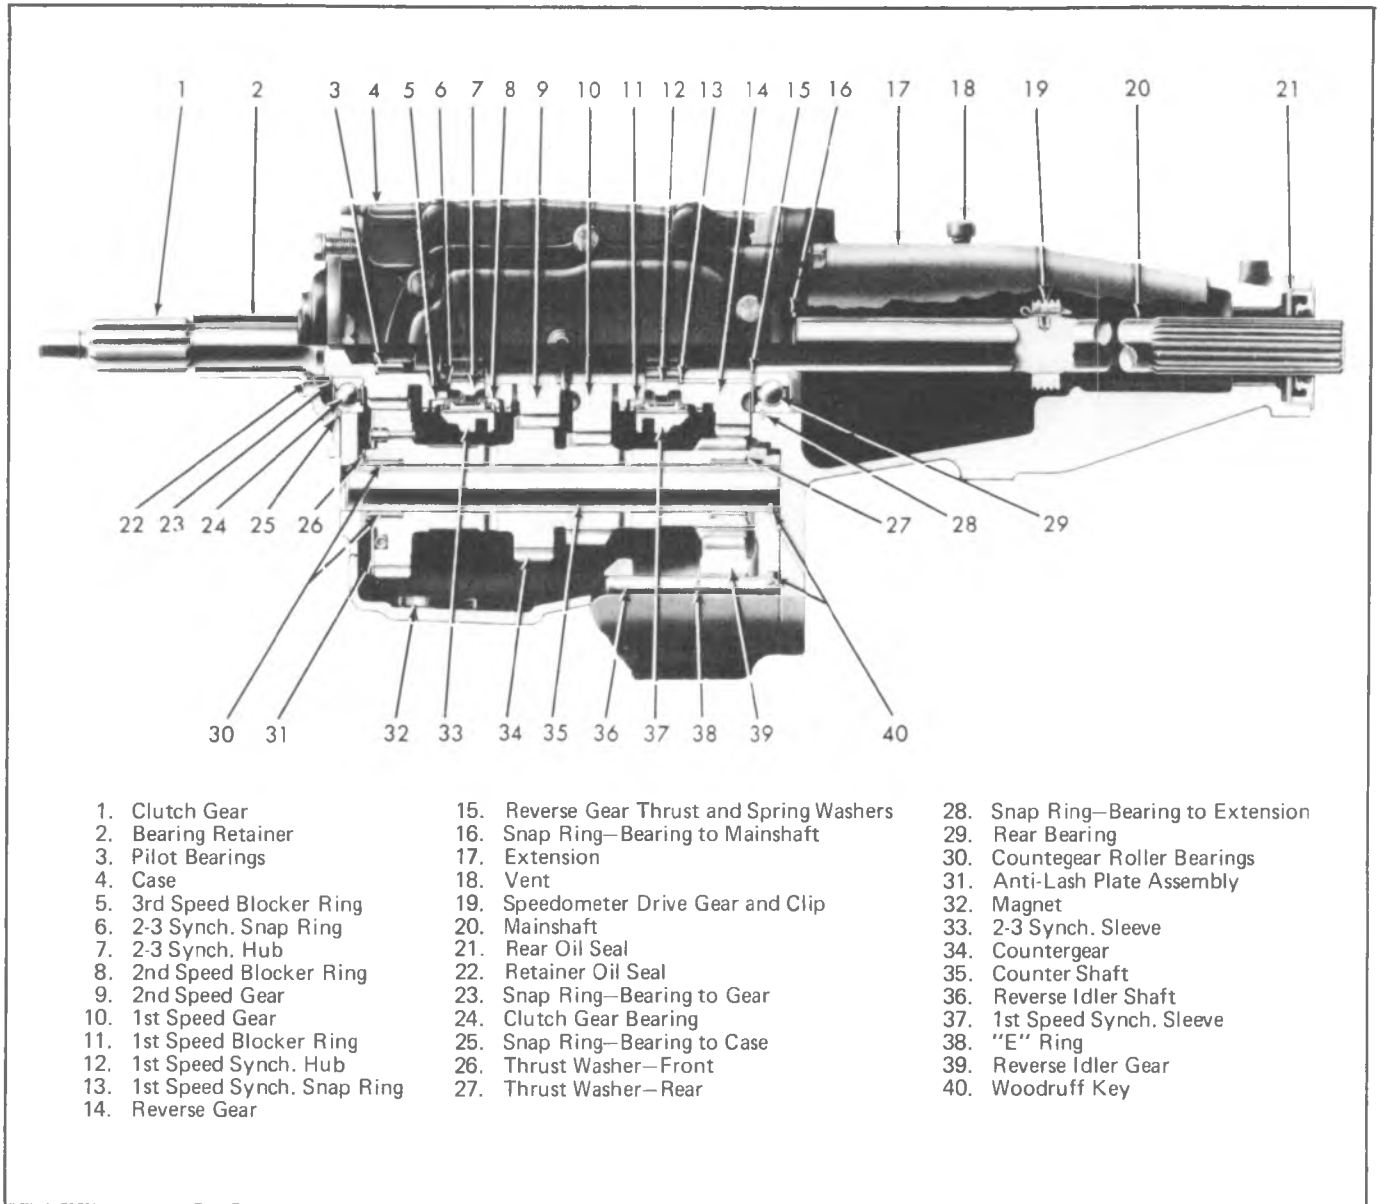 1 2 3 4 5 6 7 8 9 10 11 12 13 14 15 16 17 18 19 20 21
22 23 24 25 26 27 28 29
30 31 32 33 34 35 36 37 38 39 40
1. Clutch Gear
2. Bearing Retainer
3. Pilot Bearings
4. Case
5. 3rd Speed Blocker Ring
6. 2-3 Synch. Snap Ring
7. 2-3 Synch. Hub
8. 2nd Speed Blocker Ring
9. 2nd Speed Gear
10. 1st Speed Gear
11. 1st Speed Blocker Ring
12. 1st Speed Synch. Hub
13. 1st Speed Synch. Snap Ring
14. Reverse Gear
15. Reverse Gear Thrust and Spring Washers
16. Snap Ring—Bearing to Mainshaft
17. Extension
18. Vent
19. Speedometer Drive Gear and Clip
20. Mainshaft
21. Rear Oil Seal
22. Retainer Oil Seal
23. Snap Ring—Bearing to Gear
24. Clutch Gear Bearing
25. Snap Ring—Bearing to Case
26. Thrust Washer—Front
27. Thrust Washer—Rear
28. Snap Ring—Bearing to Extension
29. Rear Bearing
30. Countegear Roller Bearings
31. Anti-Lash Plate Assembly
32. Magnet
33. 2-3 Synch. Sleeve
34. Countergear
35. Counter Shaft
36. Reverse Idler Shaft
37. 1st Speed Synch. Sleeve
38. "E" Ring
39. Reverse Idler Gear
40. Woodruff Key